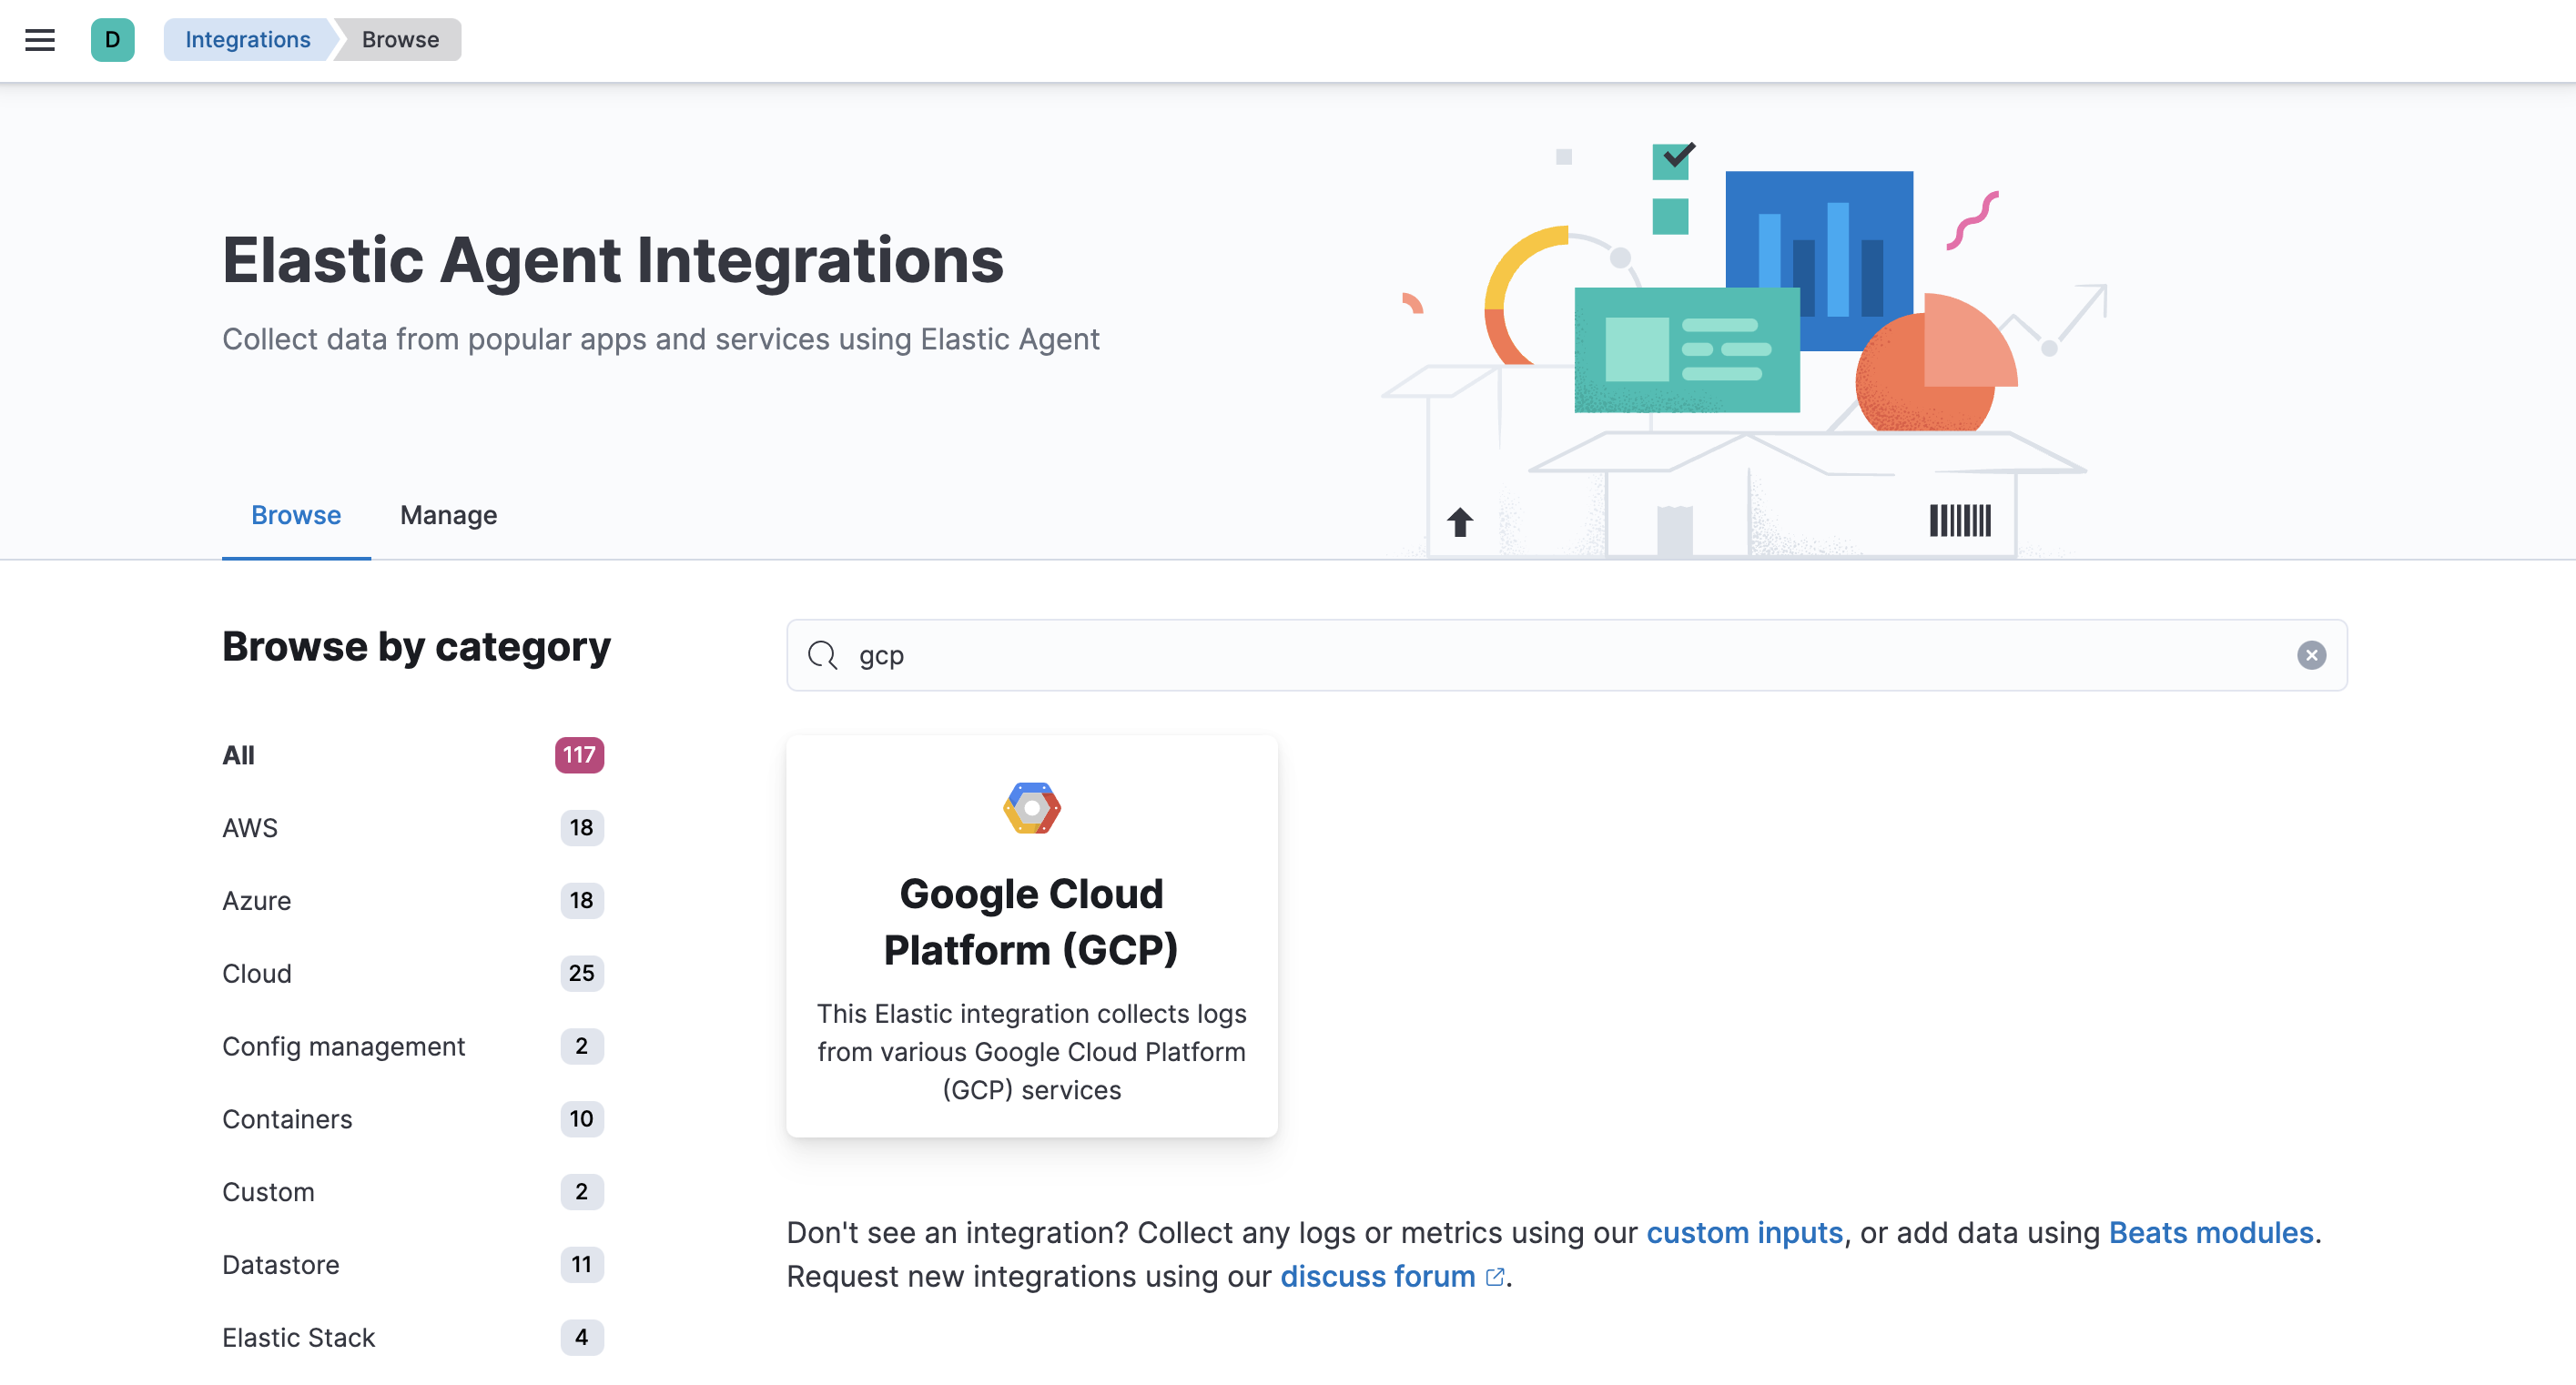 D
Integrations
Browse
Elastic Agent Integrations
Collect data from popular apps and services using Elastic Agent
Browse
Manage
Browse by category
All 117
AWS 18
Azure 18
Cloud 25
Config management 2
Containers 10
Custom 2
Datastore 11
Elastic Stack 4
gcp
Google Cloud
Platform (GCP)
This Elastic integration collects logs
from various Google Cloud Platform
(GCP) services
Don't see an integration? Collect any logs or metrics using our custom inputs, or add data using Beats modules.
Request new integrations using our discuss forum.